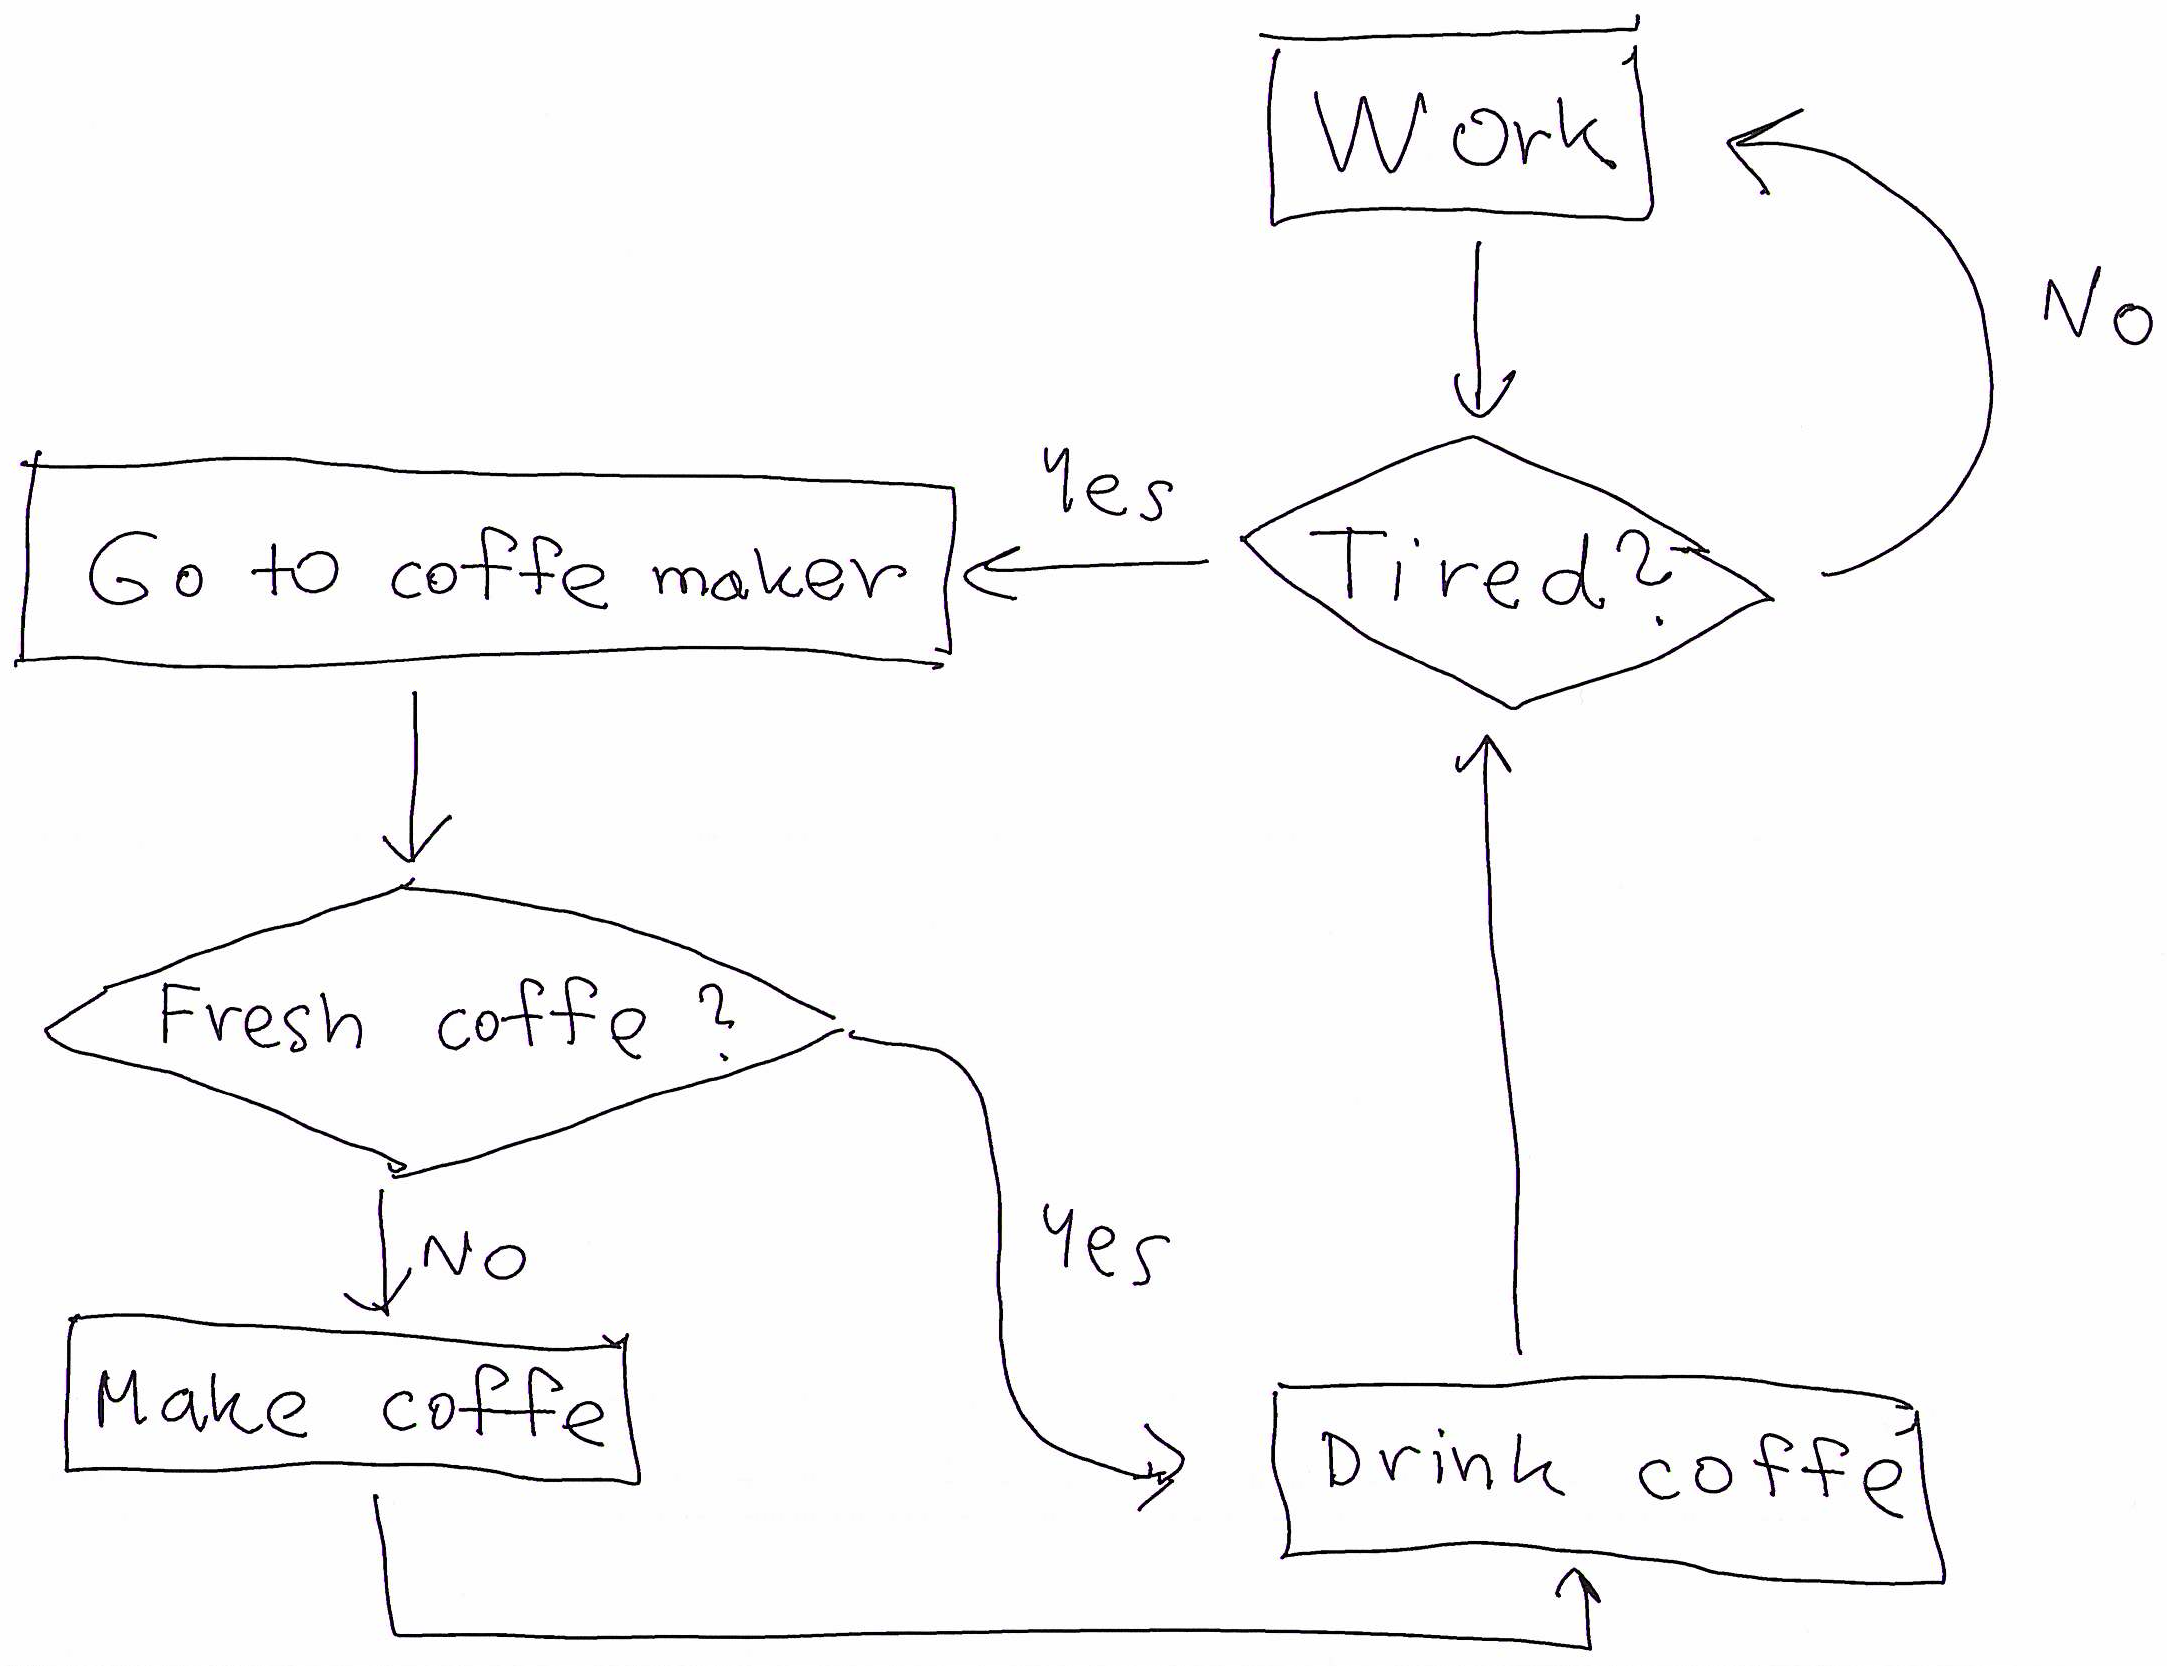 Work
No
Yes
Tired?
Go to coffe maker
Fresh coffe ?
Yes
No
Make coffe
Drink coffe